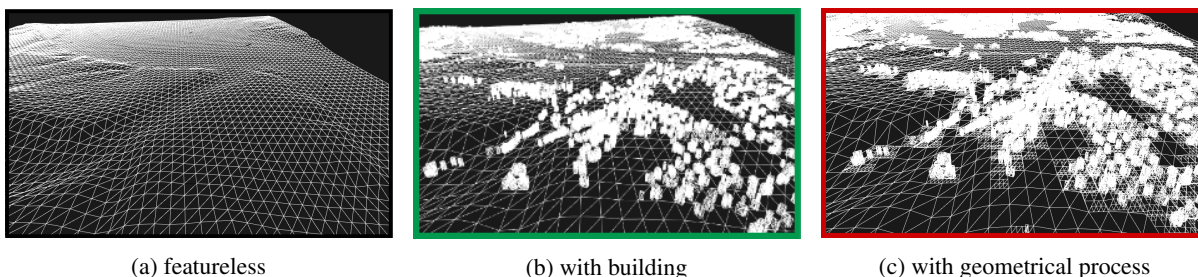 (a) featureless
(b) with building
(c) with geometrical process